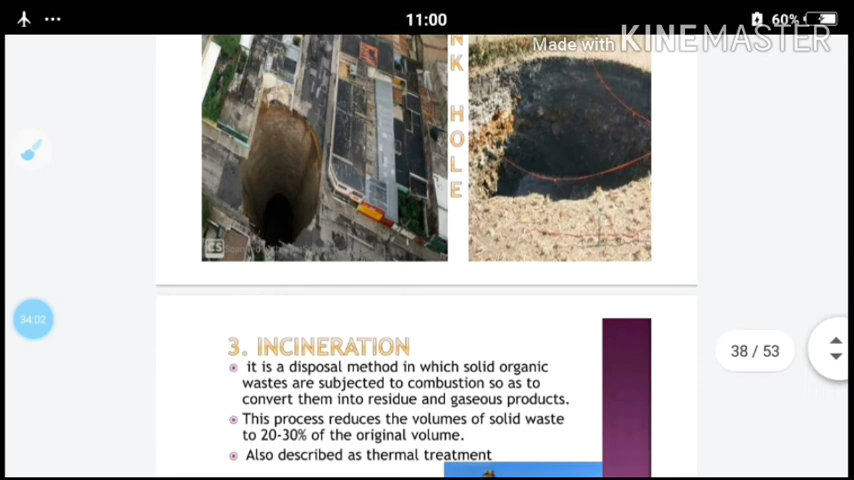 11:00
60%
Made with KINEMASTER
N
K
H
O
L
E
CS
34:02
38 / 53
3. INCINERATION
it is a disposal method in which solid organic
wastes are subjected to combustion so as to
convert them into residue and gaseous products.
This process reduces the volumes of solid waste
to 20-30% of the original volume.
Also described as thermal treatment